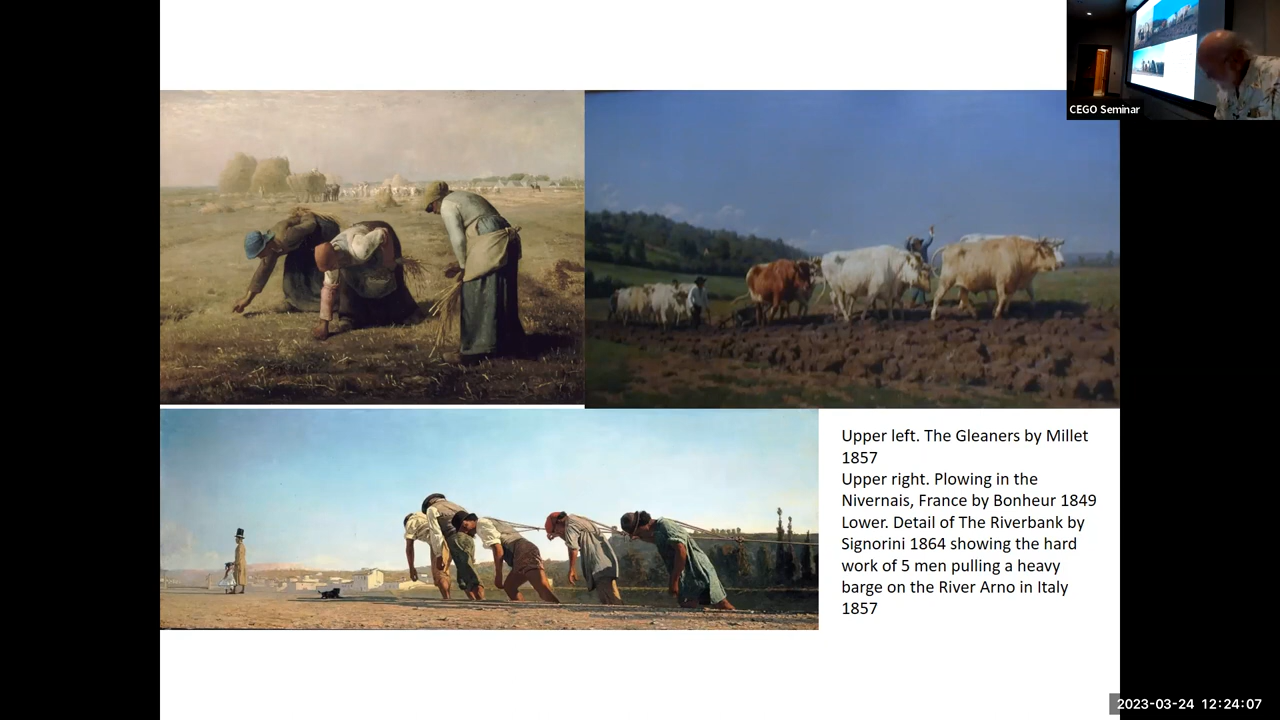 CEGO Seminar
Upper left. The Gleaners by Millet
1857
Upper right. Plowing in the
Nivernais, France by Bonheur 1849
Lower. Detail of The Riverbank by
Signorini 1864 showing the hard
work of 5 men pulling a heavy
barge on the River Arno in Italy
1857
2023-03-24 12:24:07